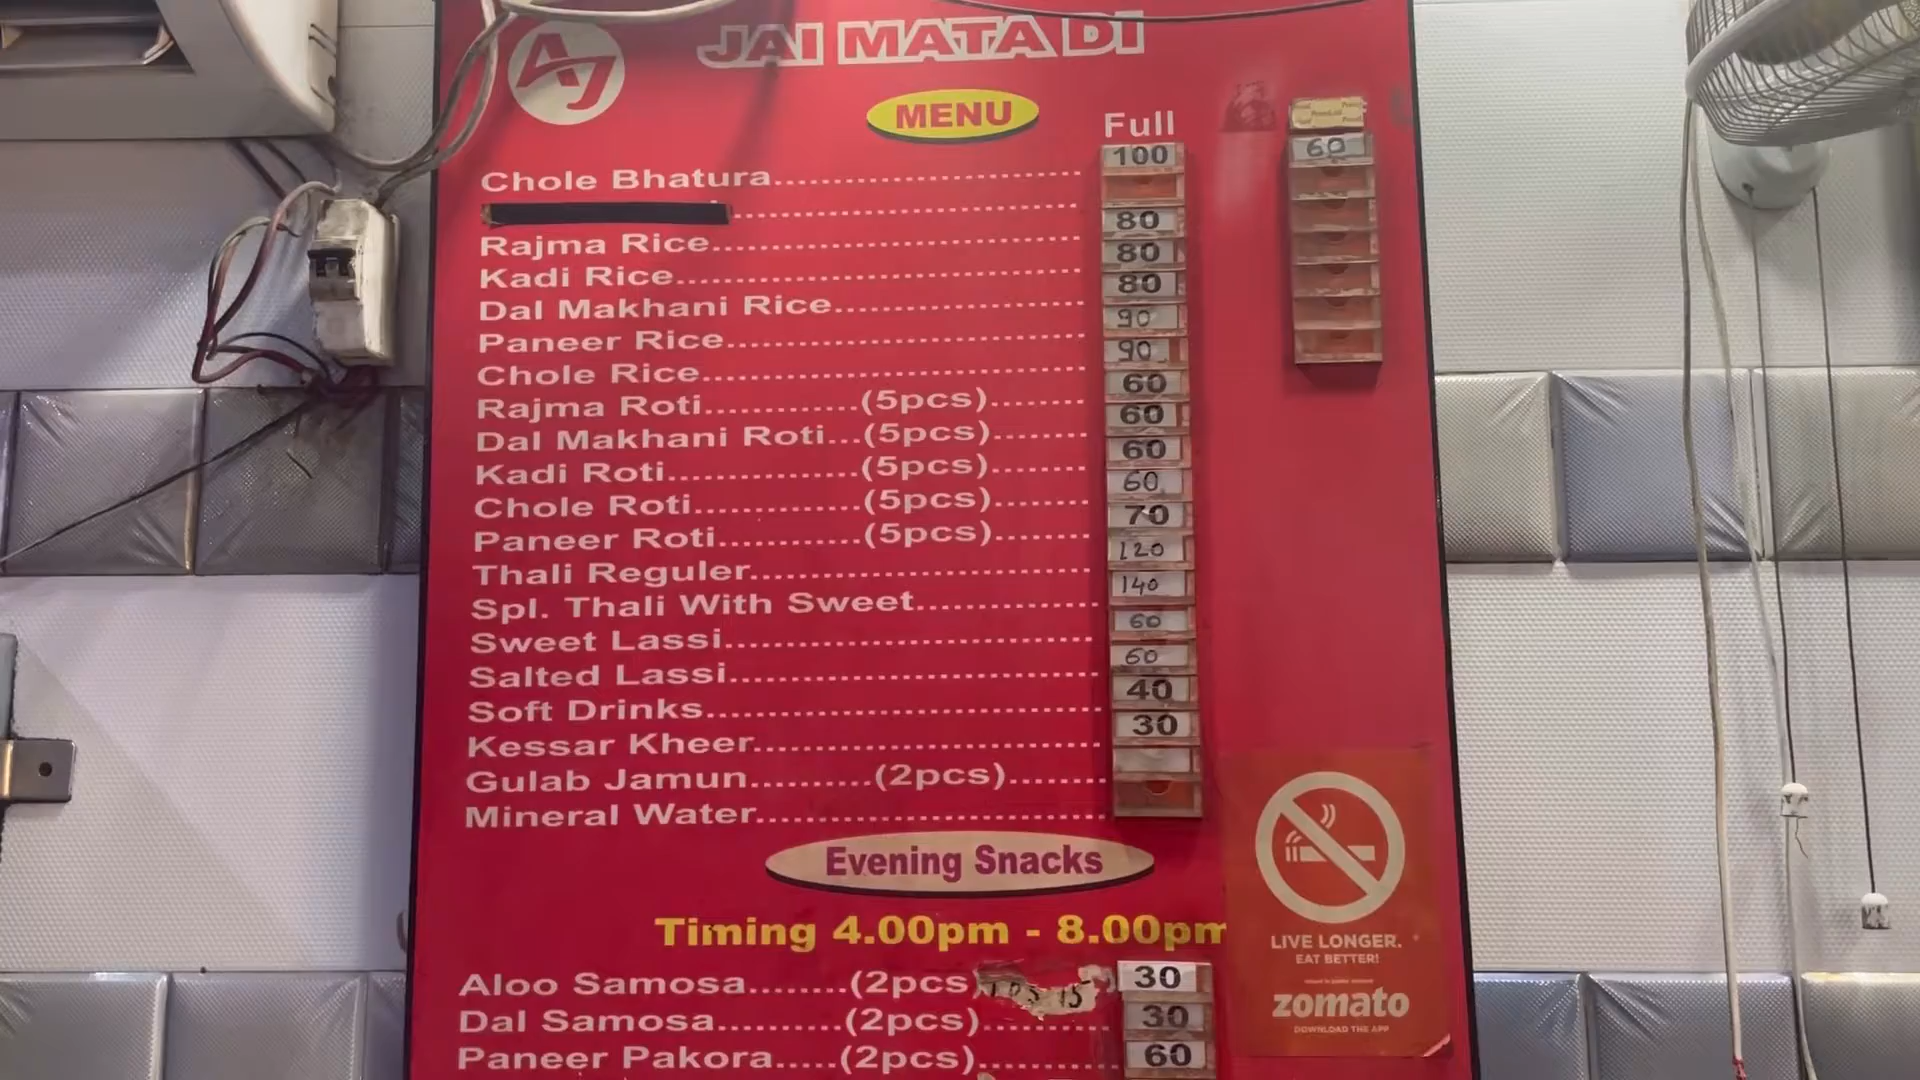 AJ
JAI MATA DI
MENU
Full
Chole Bhatura 100 60
Rajma Rice 80
Kadi Rice 80
Dal Makhani Rice 80
Paneer Rice 90
Chole Rice 90
Rajma Roti (5pcs) 60
Dal Makhani Roti (5pcs) 60
Kadi Roti (5pcs) 60
Chole Roti (5pcs) 60
Paneer Roti (5pcs) 70
Thali Reguler 120
Spl. Thali With Sweet 140
Sweet Lassi 60
Salted Lassi 60
Soft Drinks 40
Kessar Kheer 30
Gulab Jamun (2pcs)
Mineral Water
Evening Snacks
Timing 4.00pm - 8.00pm
Aloo Samosa (2pcs) 30
Dal Samosa (2pcs) 30
Paneer Pakora (2pcs) 60
LIVE LONGER.
EAT BETTER!
zomato
DOWNLOAD THE APP